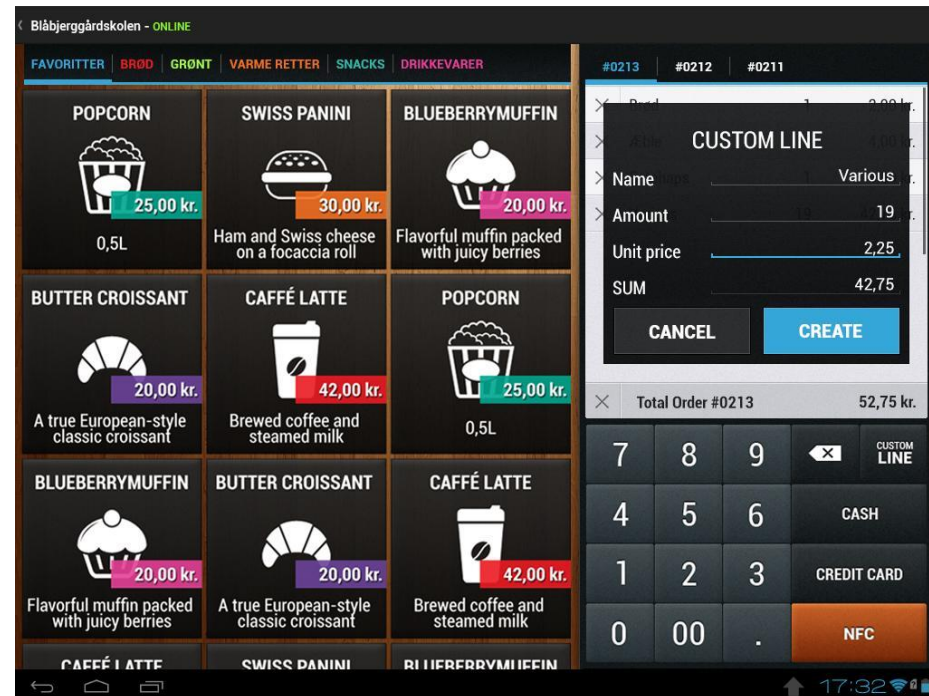 Blåbjerggårdskolen - ONLINE
FAVORITTER BRØD GRØNT VARME RETTER SNACKS DRIKKEVARER
POPCORN
25,00 kr.
0,5L
SWISS PANINI
30,00 kr.
Ham and Swiss cheese
on a focaccia roll
BLUEBERRYMUFFIN
20,00 kr.
Flavorful muffin packed
with juicy berries
BUTTER CROISSANT
20,00 kr.
A true European-style
classic croissant
CAFFÉ LATTE
42,00 kr.
Brewed coffee and
steamed milk
POPCORN
25,00 kr.
0,5L
BLUEBERRYMUFFIN
20,00 kr.
Flavorful muffin packed
with juicy berries
BUTTER CROISSANT
20,00 kr.
A true European-style
classic croissant
CAFFÉ LATTE
42,00 kr.
Brewed coffee and
steamed milk
CAFFÉ LATTE
SWISS PANINI
BLUEBERRYMUFFIN
#0213 #0212 #0211
CUSTOM LINE
Name Various
Amount 19
Unit price 2,25
SUM 42,75
CANCEL CREATE
Total Order #0213 52,75 kr.
7 8 9 CUSTOM LINE
4 5 6 CASH
1 2 3 CREDIT CARD
0 00 . NFC
17:32